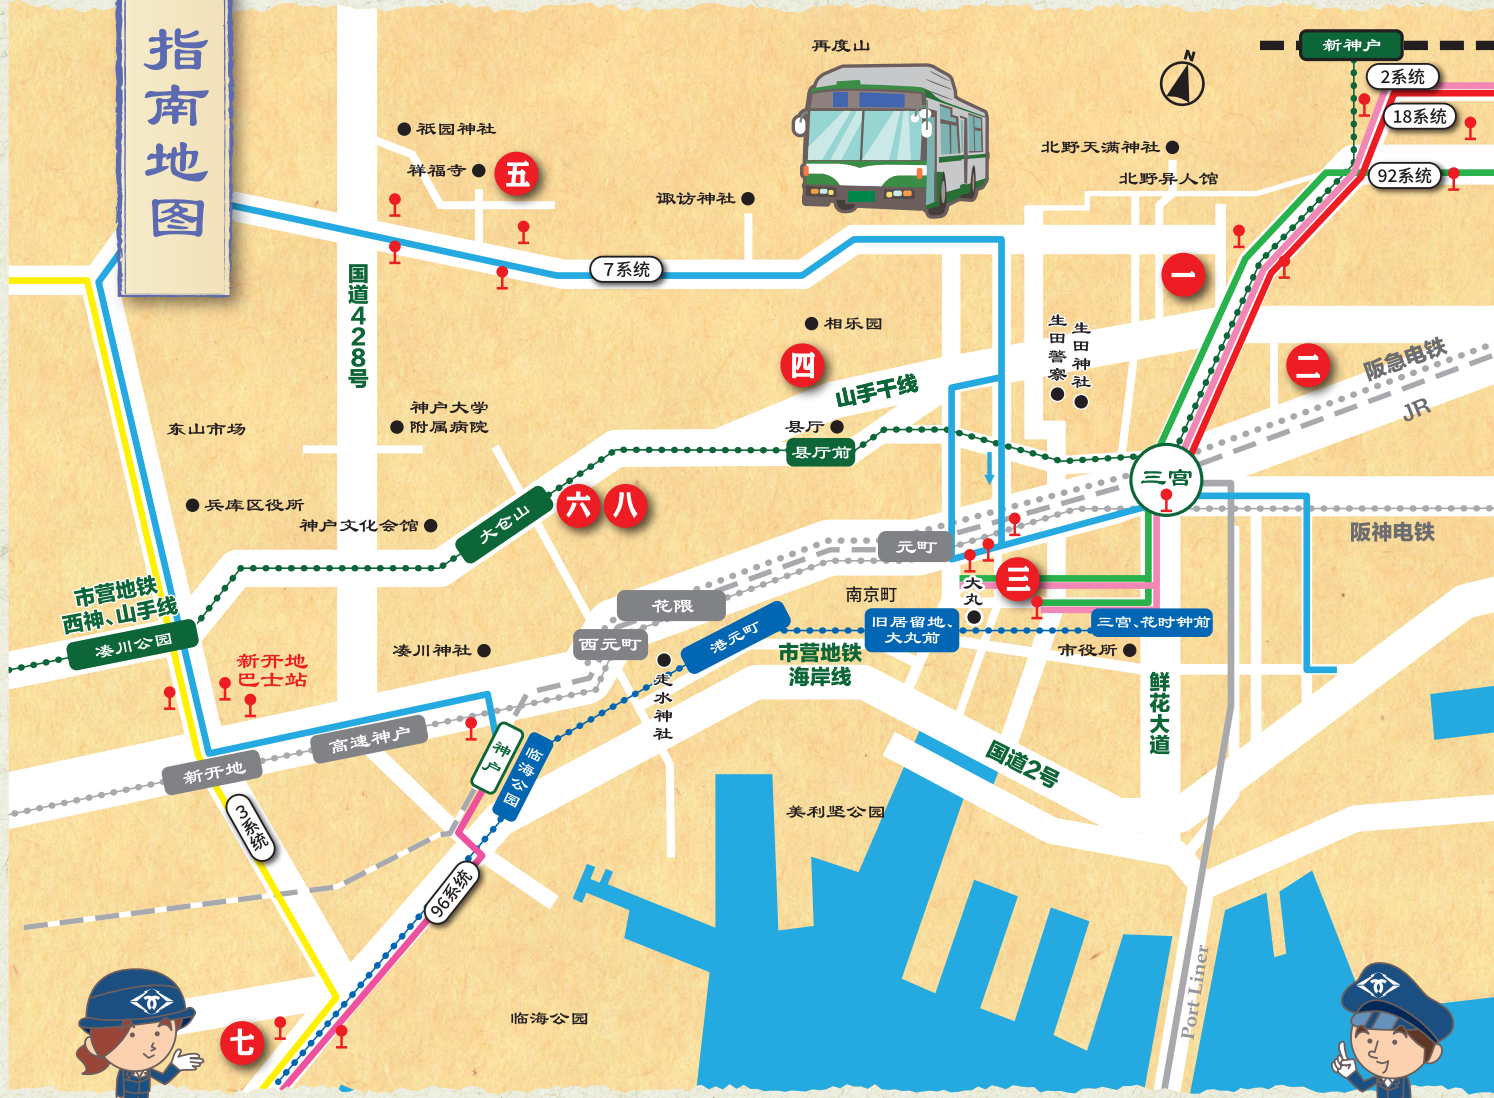 指南地图
再度山
N
新神户
2系统
18系统
92系统
祇园神社
祥福寺
五
诹访神社
北野天满神社
北野异人馆
7系统
国道428号
一
相乐园
四
山手干线
生田警察
生田神社
二
阪急电铁
JR
东山市场
神户大学
附属病院
县厅
县厅前
三宫
兵库区役所
神户文化会馆
大仓山
六
八
元町
阪神电铁
市营地铁
西神、山手线
凑川公园
南京町
大丸
三
花隈
西元町
港元町
旧居留地、
大丸前
三宫、花时钟前
市役所
市营地铁
海岸线
凑川神社
走水神社
新开地
巴士站
鲜花大道
高速神户
新开地
神户
临海公园
国道2号
3系统
美利坚公园
96系统
Port Liner
临海公园
七